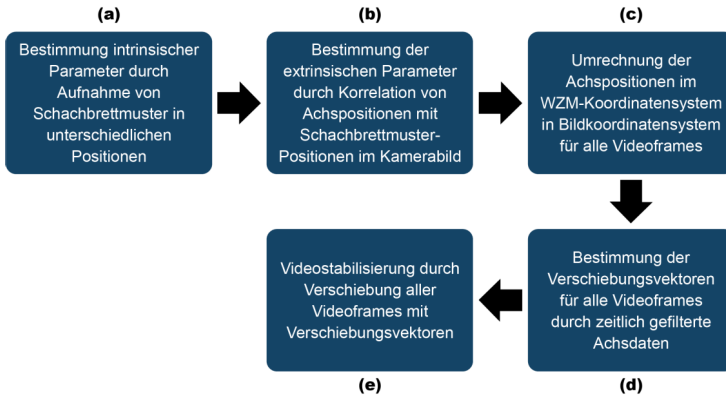 (a)
Bestimmung intrinsischer
Parameter durch
Aufnahme von
Schachbrettmuster in
unterschiedlichen
Positionen
(b)
Bestimmung der
extrinsischen Parameter
durch Korrelation von
Achspositionen mit
Schachbrettmuster-
Positionen im Kamerabild
(c)
Umrechnung der
Achspositionen im
WZM-Koordinatensystem
in Bildkoordinatensystem
für alle Videoframes
Bestimmung der
Verschiebungsvektoren
für alle Videoframes
durch zeitlich gefilterte
Achsdaten
(d)
Videostabilisierung durch
Verschiebung aller
Videoframes mit
Verschiebungsvektoren
(e)